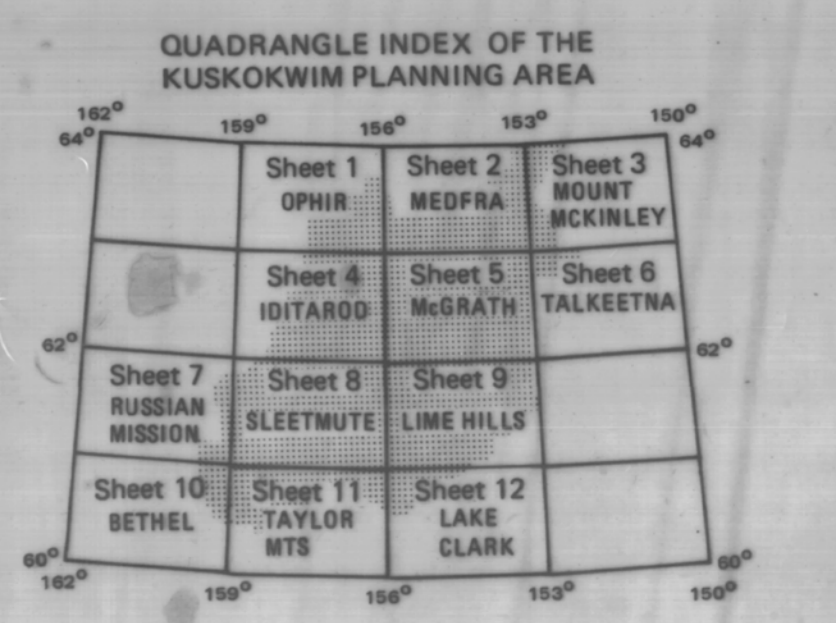 QUADRANGLE INDEX OF THE
KUSKOKWIM PLANNING AREA
162° 159° 156° 153° 150°
64° 64°
Sheet 1 Sheet 2 Sheet 3
OPHIR MEDFRA MOUNT
MCKINLEY
Sheet 4 Sheet 5 Sheet 6
IDITAROD McGRATH TALKEETNA
62° 62°
Sheet 7 Sheet 8 Sheet 9
RUSSIAN
MISSION SLEETMUTE LIME HILLS
Sheet 10 Sheet 11 Sheet 12
BETHEL TAYLOR LAKE
MTS CLARK
60° 60°
162° 159° 156° 153° 150°